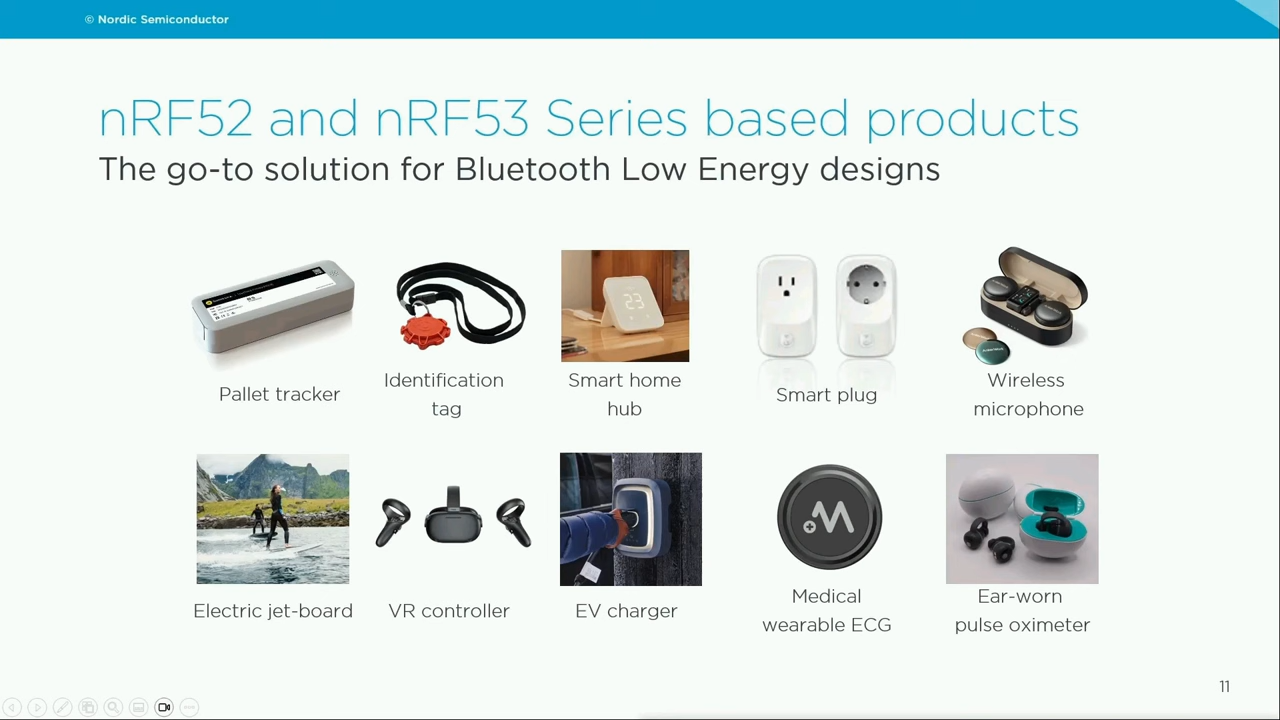 © Nordic Semiconductor
nRF52 and nRF53 Series based products
The go-to solution for Bluetooth Low Energy designs
23
Pallet tracker
Identification
tag
Smart home
hub
Smart plug
Wireless
microphone
Electric jet-board
VR controller
EV charger
Medical
wearable ECG
Ear-worn
pulse oximeter
11